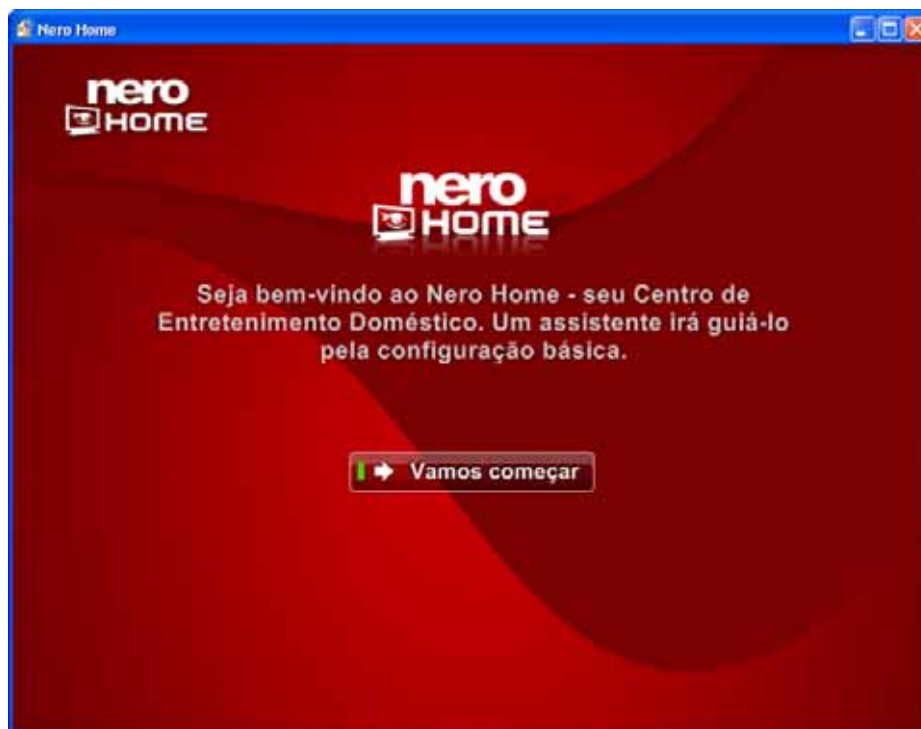 Nero Home
nero
HOME
nero
HOME
Seja bem-vindo ao Nero Home - seu Centro de
Entretenimento Doméstico. Um assistente irá guiá-lo
pela configuração básica.
Vamos começar